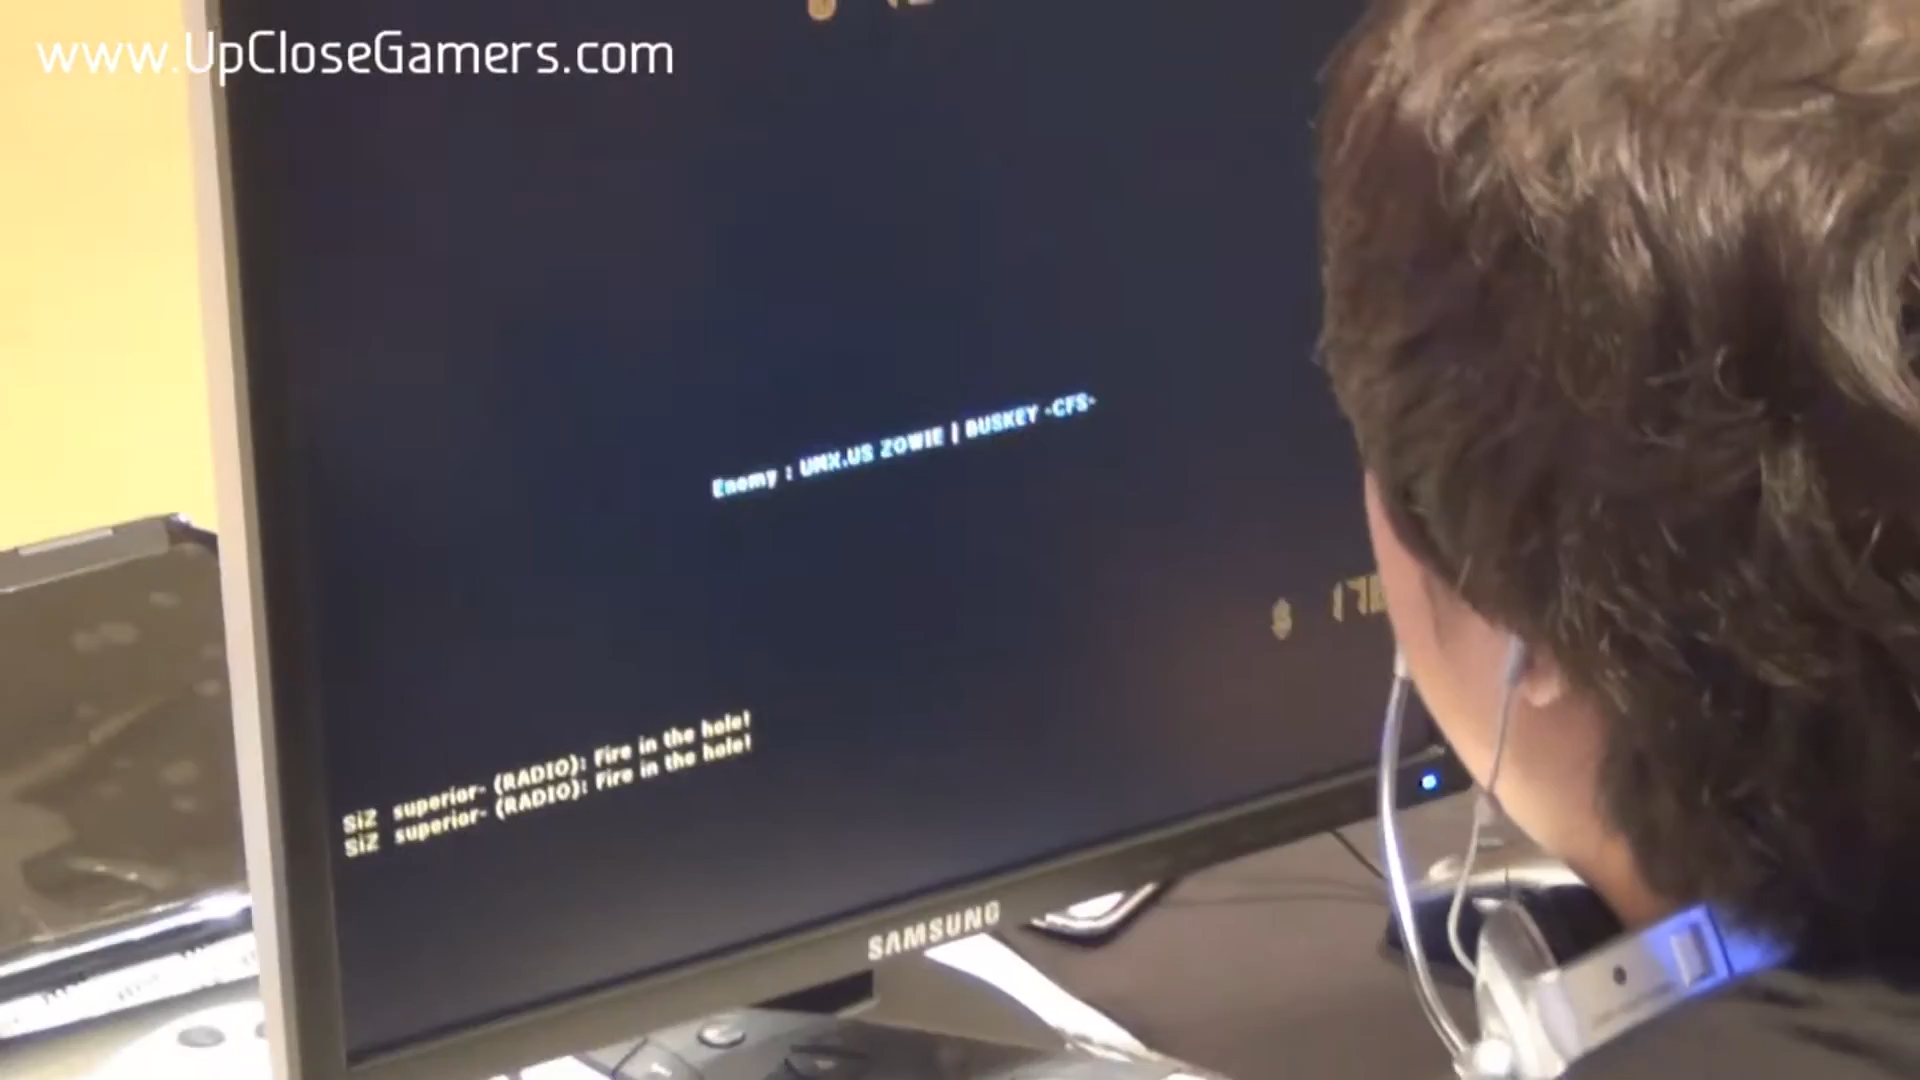 www.UpCloseGamers.com
Enemy : UMX.US ZOWIE | BUSKEY -CFS-
$
SiZ superior- (RADIO): Fire in the hole!
SiZ superior- (RADIO): Fire in the hole!
SAMSUNG